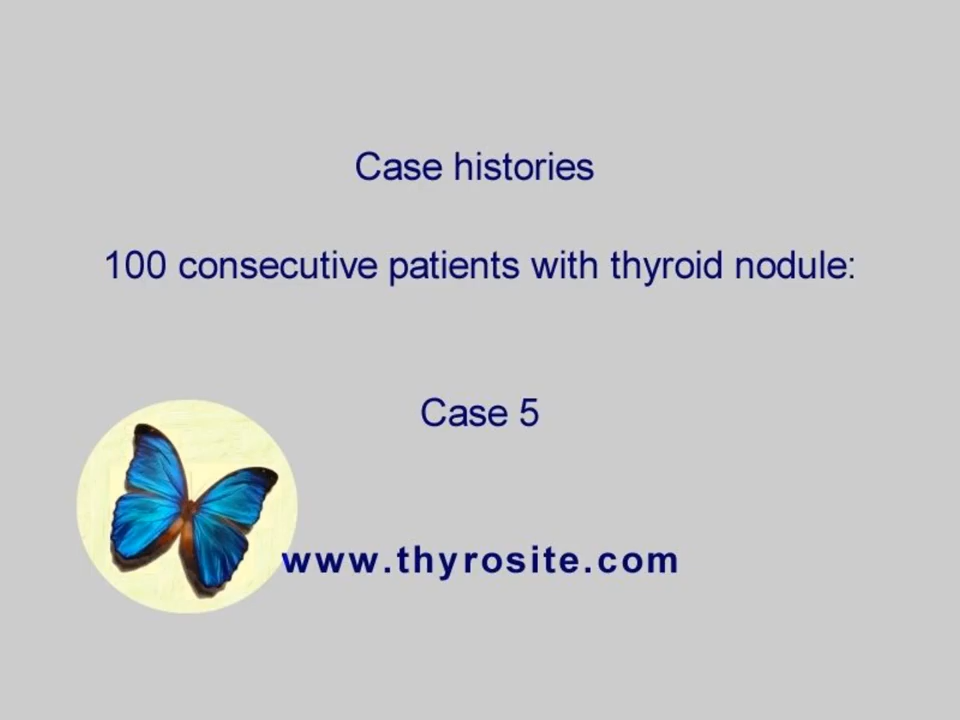 Case histories
100 consecutive patients with thyroid nodule:
Case 5
www.thyrosite.com